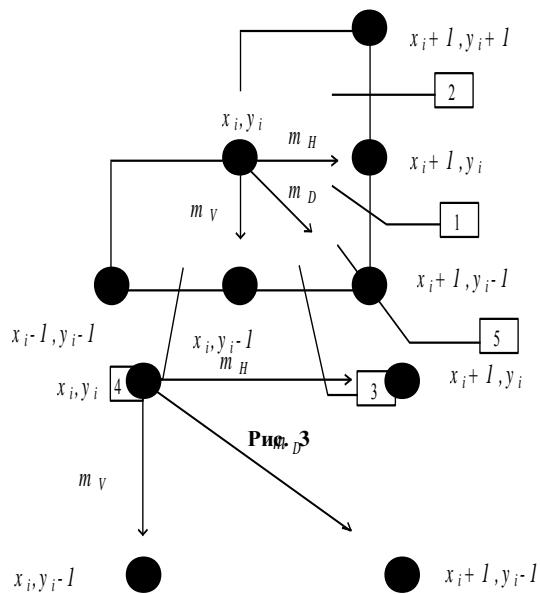 x i + 1 , y i + 1
2
x i , y i
m H
x i + 1 , y i
m D
m V
1
x i + 1 , y i - 1
x i - 1 , y i - 1
x i , y i - 1
5
m H
x i + 1 , y i
x i , y i
4
3
Рис. 3
m D
m V
x i , y i - 1
x i + 1 , y i - 1